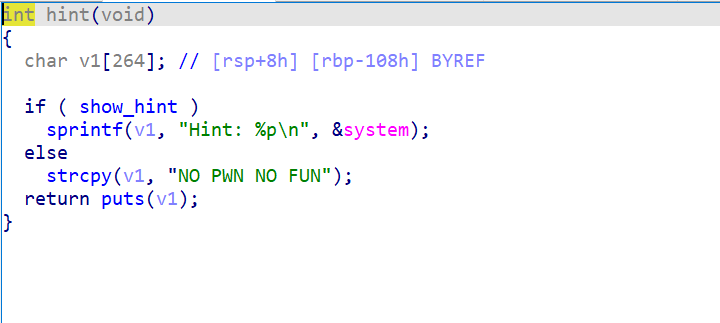 int hint(void)
{
  char v1[264]; // [rsp+8h] [rbp-108h] BYREF
  if ( show_hint )
    sprintf(v1, "Hint: %p\n", &system);
  else
    strcpy(v1, "NO PWN NO FUN");
  return puts(v1);
}